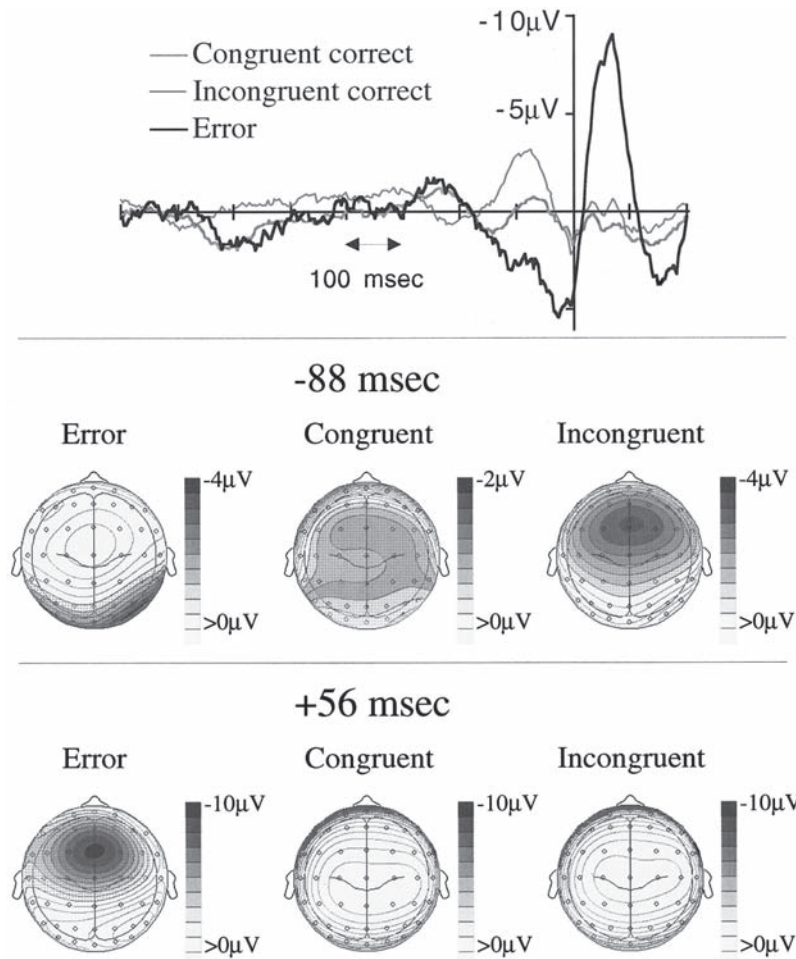 -10µV
Congruent correct
Incongruent correct
-5µV
Error
100 msec
-88 msec
Error Congruent Incongruent
-4µV -2µV -4µV
>0µV >0µV >0µV
+56 msec
Error Congruent Incongruent
-10µV -10µV -10µV
>0µV >0µV >0µV